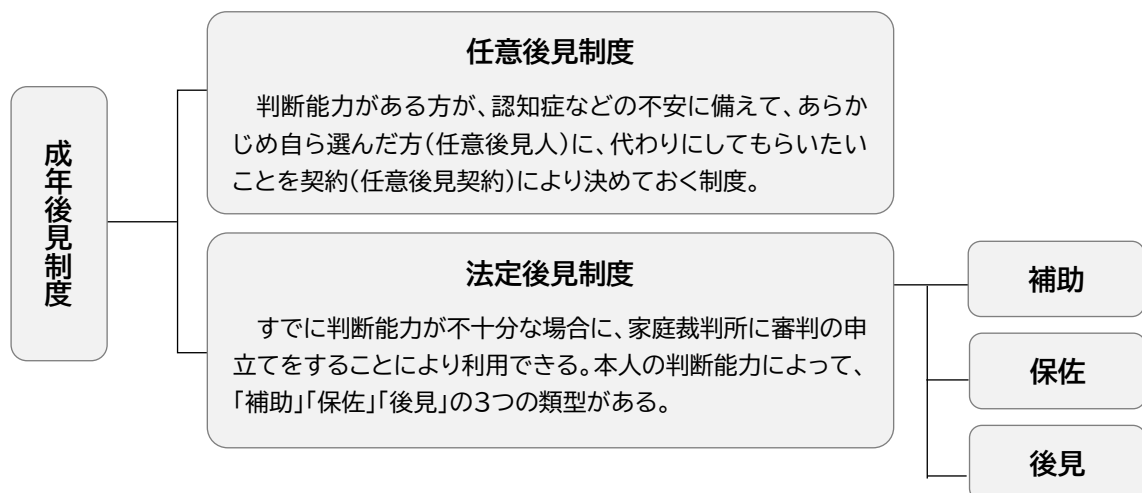 成年後見制度
任意後見制度
　判断能力がある方が、認知症などの不安に備えて、あらか
じめ自ら選んだ方(任意後見人)に、代わりにしてもらいたい
ことを契約(任意後見契約)により決めておく制度。
法定後見制度
　すでに判断能力が不十分な場合に、家庭裁判所に審判の申
立てをすることにより利用できる。本人の判断能力によって、
「補助」「保佐」「後見」の3つの類型がある。
補助
保佐
後見